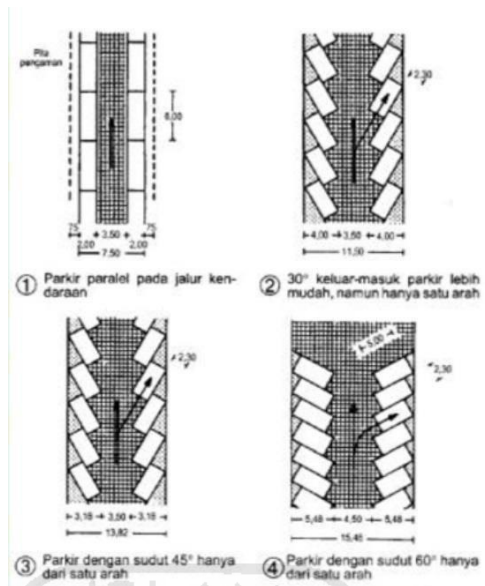 Pita
pengaman
6,00
75
3,50
75
2,00
2,00
7,50
① Parkir paralel pada jalur ken-
daraan
2,30
4,00
3,50
4,00
11,50
② 30° keluar-masuk parkir lebih
mudah, namun hanya satu arah
2,30
3,18
3,50
3,18
13,82
③ Parkir dengan sudut 45° hanya
dari satu arah
5,00
2,30
5,48
4,50
5,48
15,46
④ Parkir dengan sudut 60° hanya
dari satu arah